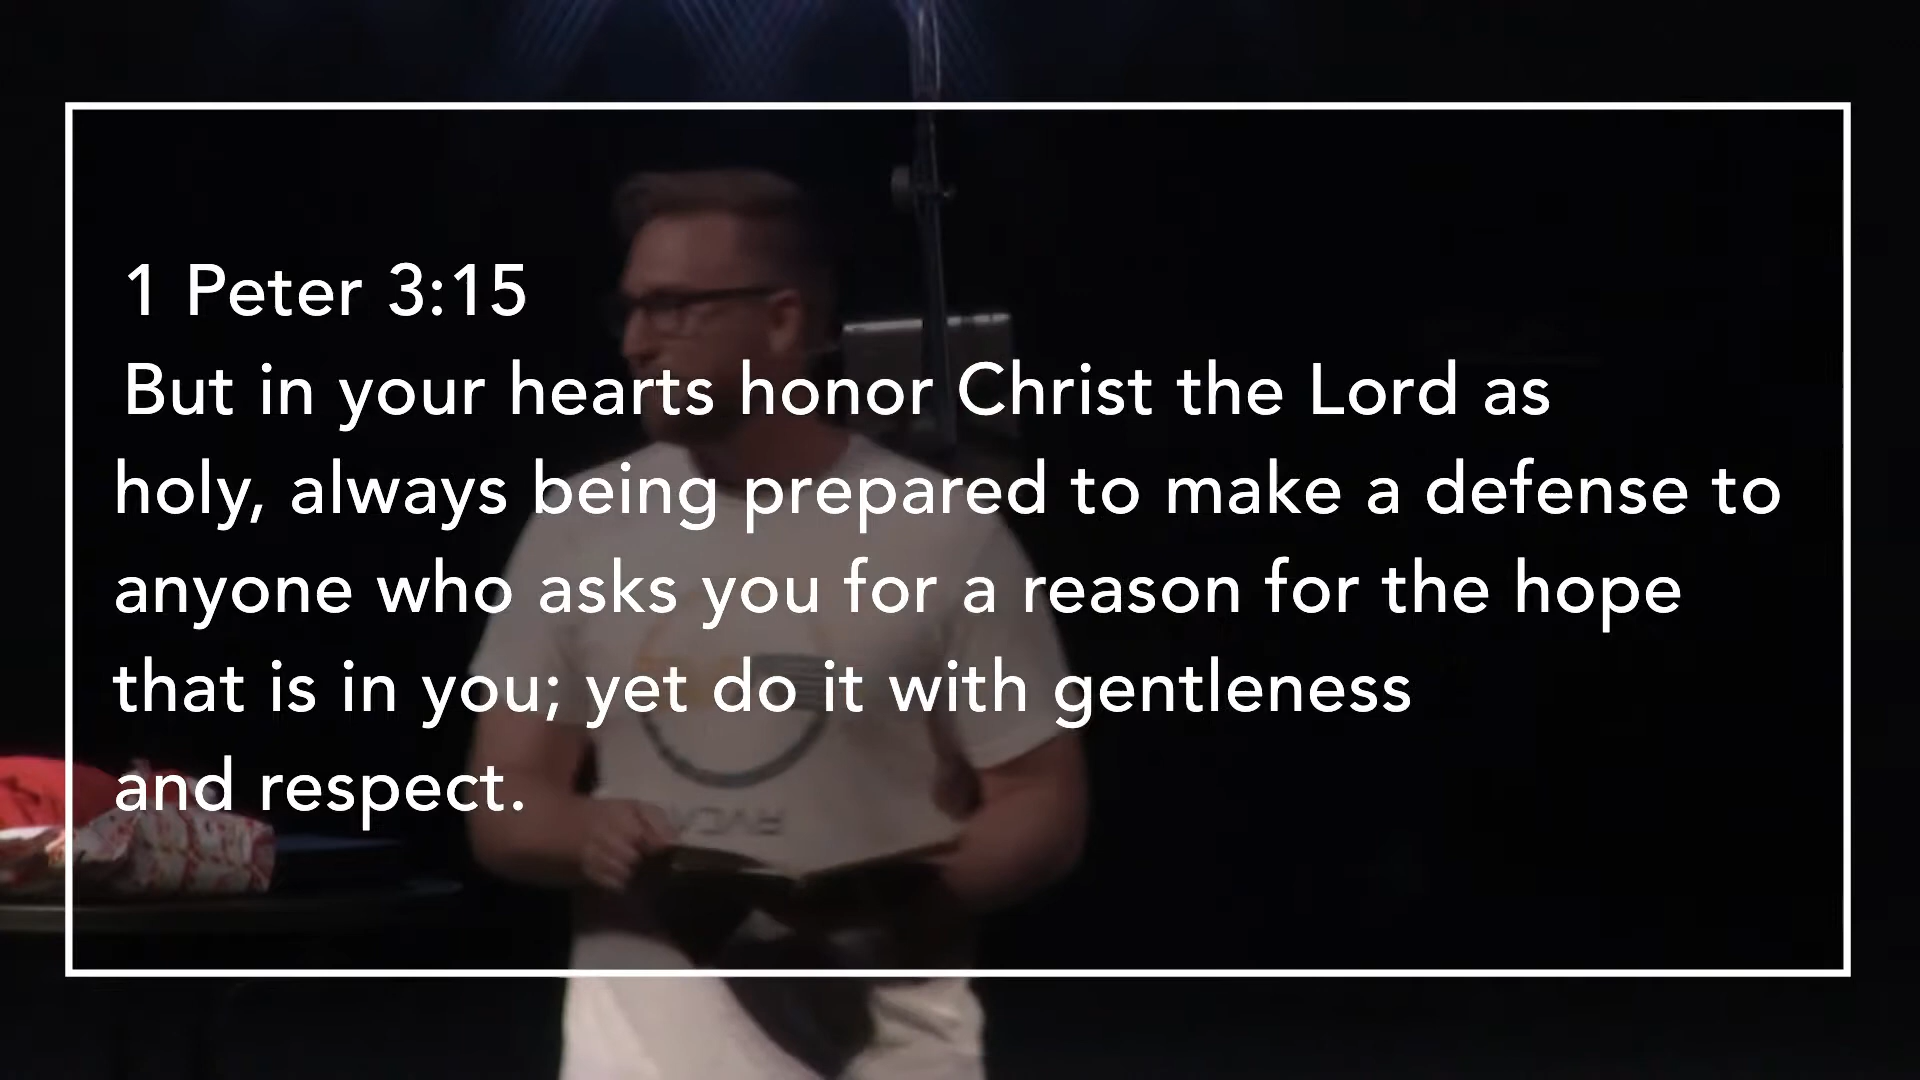 1 Peter 3:15
But in your hearts honor Christ the Lord as
holy, always being prepared to make a defense to
anyone who asks you for a reason for the hope
that is in you; yet do it with gentleness
and respect.
RVCA